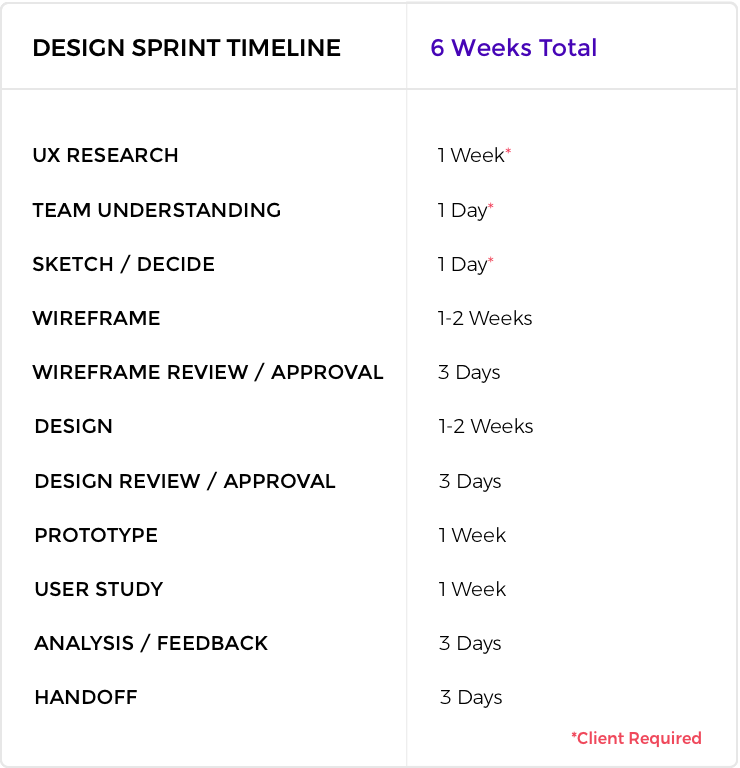 DESIGN SPRINT TIMELINE 6 Weeks Total
UX RESEARCH 1 Week*
TEAM UNDERSTANDING 1 Day*
SKETCH / DECIDE 1 Day*
WIREFRAME 1-2 Weeks
WIREFRAME REVIEW / APPROVAL 3 Days
DESIGN 1-2 Weeks
DESIGN REVIEW / APPROVAL 3 Days
PROTOTYPE 1 Week
USER STUDY 1 Week
ANALYSIS / FEEDBACK 3 Days
HANDOFF 3 Days
*Client Required